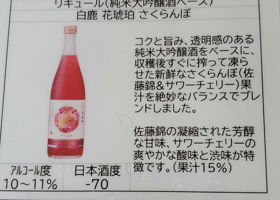 リキュール(純米大吟醸酒ベース)
白鹿 花琥珀 さくらんぼ
コクと旨み、透明感のある
純米大吟醸酒をベースに、
収穫後すぐに搾って凍ら
せた新鮮なさくらんぼ(佐
藤錦&サワーチェリー)果
汁を絶妙なバランスでブレ
ンドしました。
佐藤錦の凝縮された芳醇
な甘味、サワーチェリーの
爽やかな酸味と渋味が特
徴です。(果汁15%)
アルコール度 日本酒度
10~11% -70